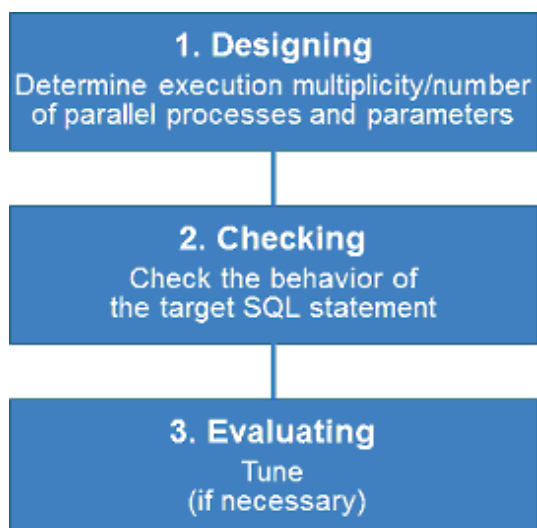 1. Designing
Determine execution multiplicity/number
of parallel processes and parameters
2. Checking
Check the behavior of
the target SQL statement
3. Evaluating
Tune
(if necessary)